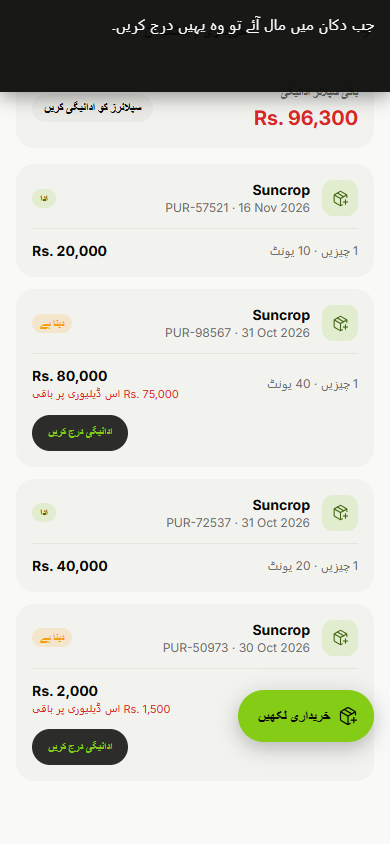 جب دکان میں مال آئے تو وہ یہیں درج کریں۔
باقی سپلائر ادائیگی
Rs. 96,300
سپلائرز کو ادائیگی کریں
Suncrop
ادا
PUR-57521 · 16 Nov 2026
1 چیزیں · 10 یونٹ
Rs. 20,000
Suncrop
دینا ہے
PUR-98567 · 31 Oct 2026
1 چیزیں · 40 یونٹ
Rs. 80,000
Rs. 75,000 اس ڈیلیوری پر باقی
ادائیگی درج کریں
Suncrop
ادا
PUR-72537 · 31 Oct 2026
1 چیزیں · 20 یونٹ
Rs. 40,000
Suncrop
دینا ہے
PUR-50973 · 30 Oct 2026
Rs. 2,000
Rs. 1,500 اس ڈیلیوری پر باقی
خریداری لکھیں
ادائیگی درج کریں